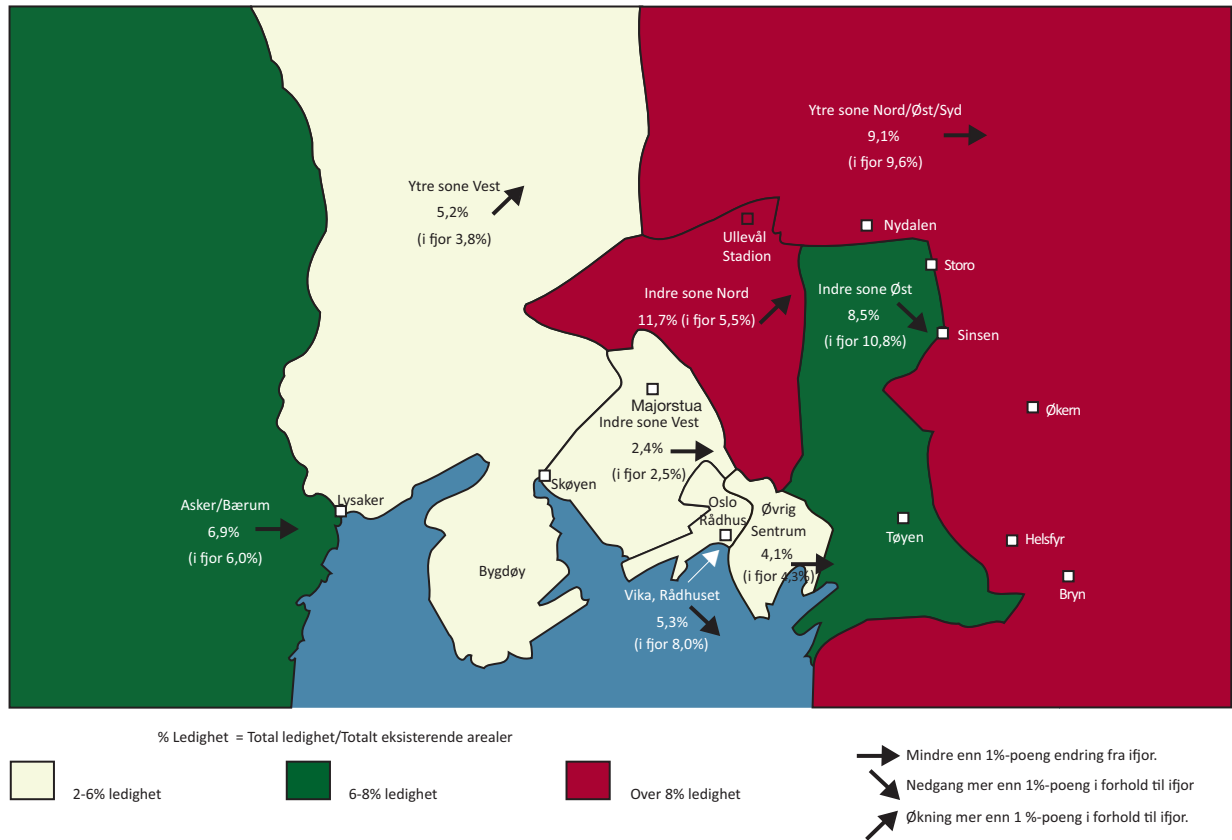 Ytre sone Nord/Øst/Syd
9,1%
(i fjor 9,6%)
Ytre sone Vest
5,2%
(i fjor 3,8%)
Ullevål
Stadion
Nydalen
Storo
Indre sone Nord
11,7% (i fjor 5,5%)
Indre sone Øst
8,5%
(i fjor 10,8%)
Sinsen
Majorstua
Indre sone Vest
2,4%
(i fjor 2,5%)
Økern
Skøyen
Lysaker
Asker/Bærum
6,9%
(i fjor 6,0%)
Oslo
Rådhus
Øvrig
Sentrum
4,1%
(i fjor 4,3%)
Tøyen
Helsfyr
Bryn
Bygdøy
Vika, Rådhuset
5,3%
(i fjor 8,0%)
% Ledighet = Total ledighet/Totalt eksisterende arealer
2-6% ledighet
6-8% ledighet
Over 8% ledighet
Mindre enn 1%-poeng endring fra ifjor.
Nedgang mer enn 1%-poeng i forhold til ifjor
Økning mer enn 1 %-poeng i forhold til ifjor.